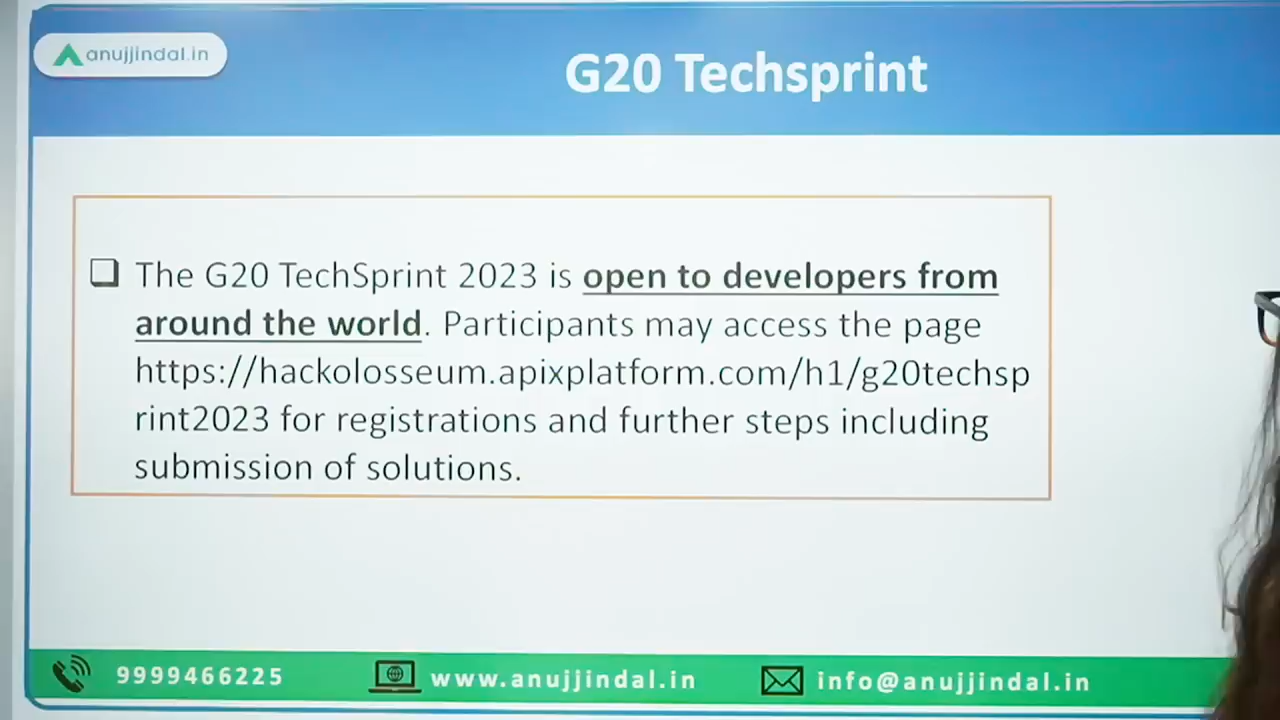 anujjindal.in
G20 Techsprint
The G20 TechSprint 2023 is open to developers from
around the world. Participants may access the page
https://hackolosseum.apixplatform.com/h1/g20techsp
rint2023 for registrations and further steps including
submission of solutions.
9999466225 www.anujjindal.in info@anujjindal.in